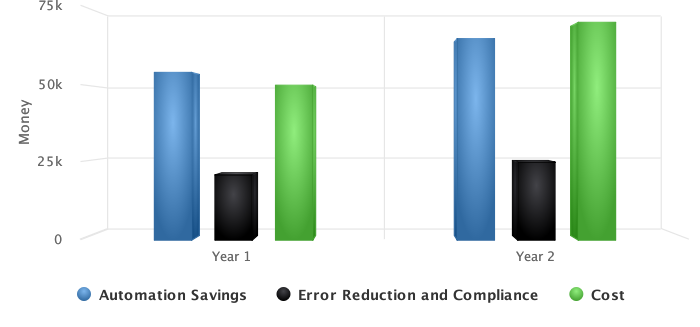 75k
50k
25k
0
Money
Year 1
Year 2
Automation Savings
Error Reduction and Compliance
Cost